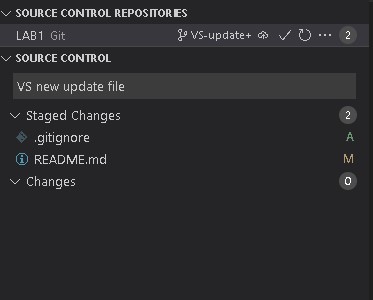 SOURCE CONTROL REPOSITORIES
LAB1 Git VS-update+ ... 2
SOURCE CONTROL
VS new update file
Staged Changes 2
.gitignore A
README.md M
Changes 0